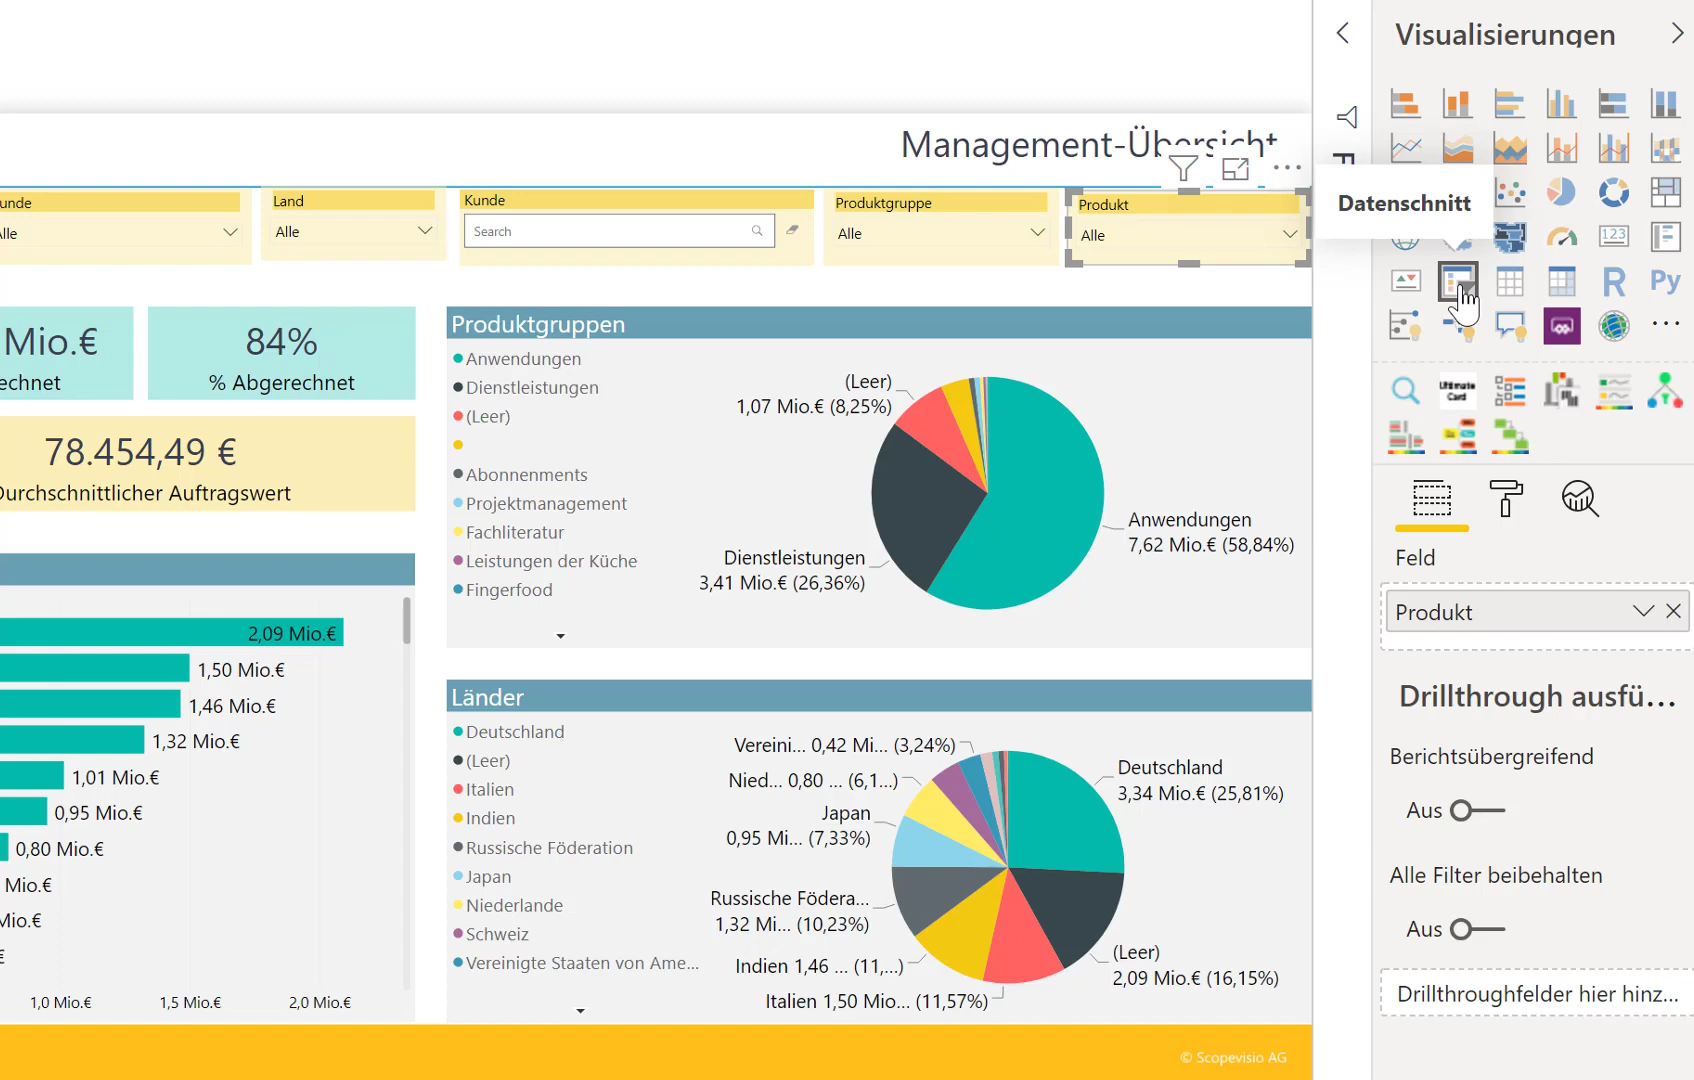 Visualisierungen
Management-Übersicht
Datenschnitt
unde
lle
Land
Alle
Kunde
Search
Produktgruppe
Alle
Produkt
Alle
123
R
Py
Ultimate
Card
Mio.€
echnet
84%
% Abgerechnet
78.454,49 €
Durchschnittlicher Auftragswert
2,09 Mio.€
1,50 Mio.€
1,46 Mio.€
1,32 Mio.€
1,01 Mio.€
0,95 Mio.€
0,80 Mio.€
Mio.€
Mio.€
€
1,0 Mio.€
1,5 Mio.€
2,0 Mio.€
Produktgruppen
Anwendungen
Dienstleistungen
(Leer)
Abonnenments
Projektmanagement
Fachliteratur
Leistungen der Küche
Fingerfood
(Leer)
1,07 Mio.€ (8,25%)
Dienstleistungen
3,41 Mio.€ (26,36%)
Anwendungen
7,62 Mio.€ (58,84%)
Länder
Deutschland
(Leer)
Italien
Indien
Russische Föderation
Japan
Niederlande
Schweiz
Vereinigte Staaten von Ame...
Vereini... 0,42 Mi... (3,24%)
Nied... 0,80 ... (6,1...)
Japan
0,95 Mi... (7,33%)
Russische Födera...
1,32 Mi... (10,23%)
Indien 1,46 ... (11,...)
Italien 1,50 Mio... (11,57%)
Deutschland
3,34 Mio.€ (25,81%)
(Leer)
2,09 Mio.€ (16,15%)
© Scopevisio AG
Feld
Produkt
Drillthrough ausfü...
Berichtsübergreifend
Aus
Alle Filter beibehalten
Aus
Drillthroughfelder hier hinz...